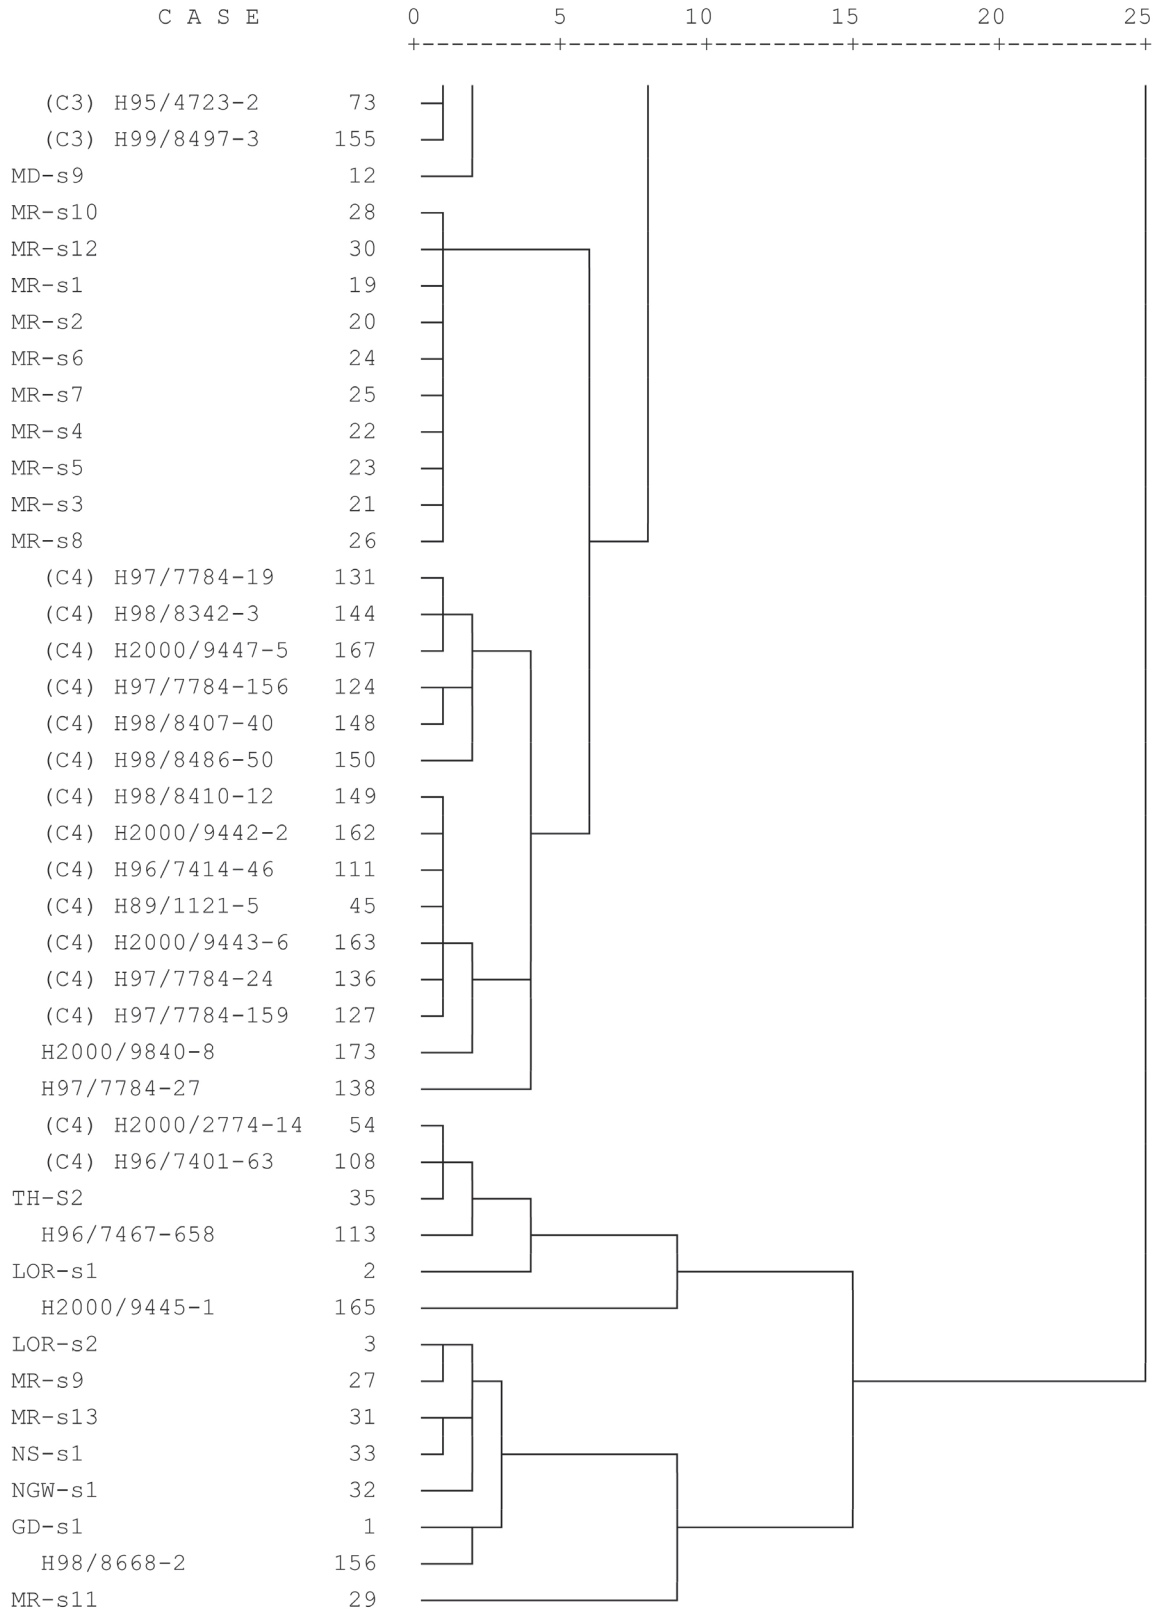 C A S E 0 5 10 15 20 25
+---------+---------+---------+---------+---------+
(C3) H95/4723-2 73
(C3) H99/8497-3 155
MD-s9 12
MR-s10 28
MR-s12 30
MR-s1 19
MR-s2 20
MR-s6 24
MR-s7 25
MR-s4 22
MR-s5 23
MR-s3 21
MR-s8 26
(C4) H97/7784-19 131
(C4) H98/8342-3 144
(C4) H2000/9447-5 167
(C4) H97/7784-156 124
(C4) H98/8407-40 148
(C4) H98/8486-50 150
(C4) H98/8410-12 149
(C4) H2000/9442-2 162
(C4) H96/7414-46 111
(C4) H89/1121-5 45
(C4) H2000/9443-6 163
(C4) H97/7784-24 136
(C4) H97/7784-159 127
H2000/9840-8 173
H97/7784-27 138
(C4) H2000/2774-14 54
(C4) H96/7401-63 108
TH-S2 35
H96/7467-658 113
LOR-s1 2
H2000/9445-1 165
LOR-s2 3
MR-s9 27
MR-s13 31
NS-s1 33
NGW-s1 32
GD-s1 1
H98/8668-2 156
MR-s11 29